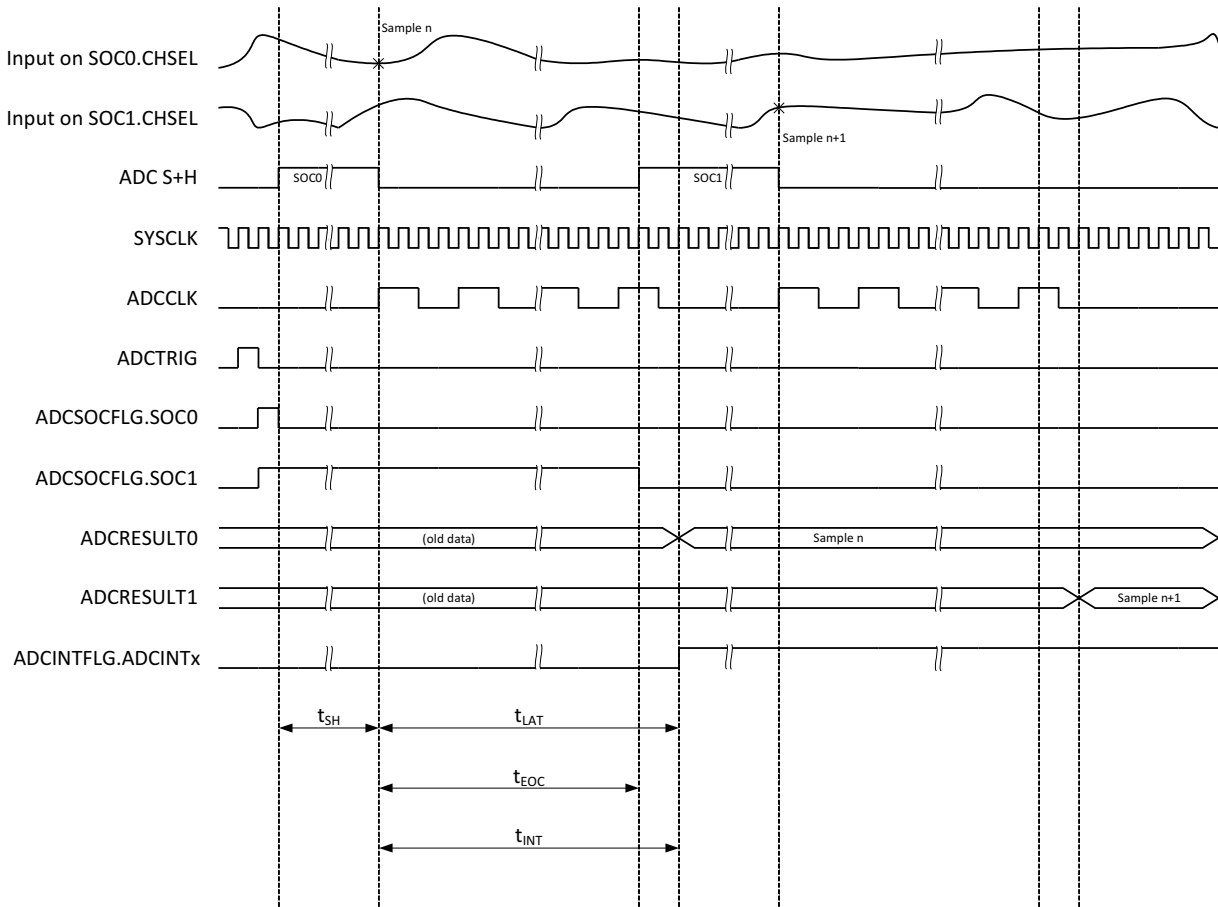 Sample n
Input on SOC0.CHSEL
Input on SOC1.CHSEL
Sample n+1
ADC S+H
SOC0
SOC1
SYSCLK
ADCCLK
ADCTRIG
ADCSOCFLG.SOC0
ADCSOCFLG.SOC1
ADCRESULT0
(old data)
Sample n
ADCRESULT1
(old data)
Sample n+1
ADCINTFLG.ADCINTx
tSH
tLAT
tEOC
tINT